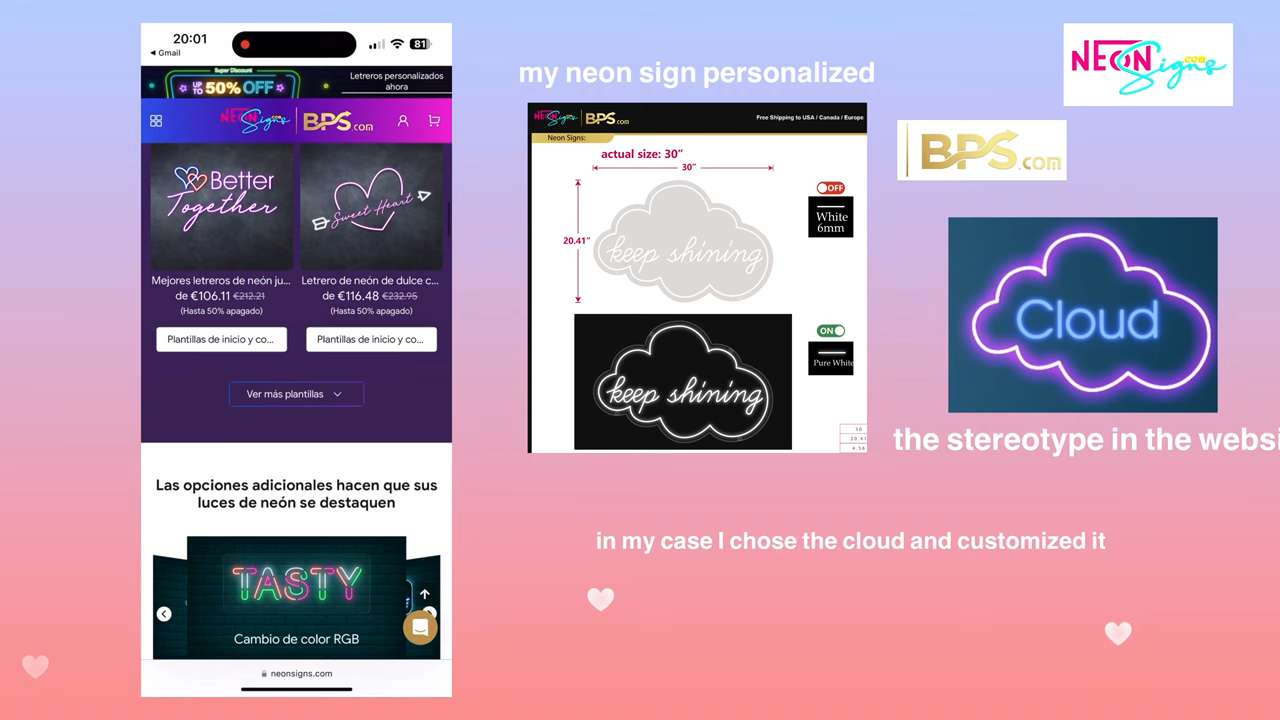 20:01
81
Gmail
Super Discount
UP TO 50% OFF
Letreros personalizados
ahora
NEON Signs.com
BPS.com
Better
Together
Sweet Heart
Mejores letreros de neón ju...
de €106.11 €212.21
(Hasta 50% apagado)
Plantillas de inicio y co...
Letrero de neón de dulce c...
de €116.48 €232.95
(Hasta 50% apagado)
Plantillas de inicio y co...
Ver más plantillas
Las opciones adicionales hacen que sus
luces de neón se destaquen
TASTY
Cambio de color RGB
neonsigns.com
my neon sign personalized
NEON Signs.com
BPS.com
Free Shipping to USA / Canada / Europe
Neon Signs:
actual size: 30"
30"
20.41"
keep shining
OFF
White
6mm
keep shining
ON
Pure White
30
20.41
4.56
NEON Signs.com
BPS.com
Cloud
the stereotype in the websi
in my case I chose the cloud and customized it